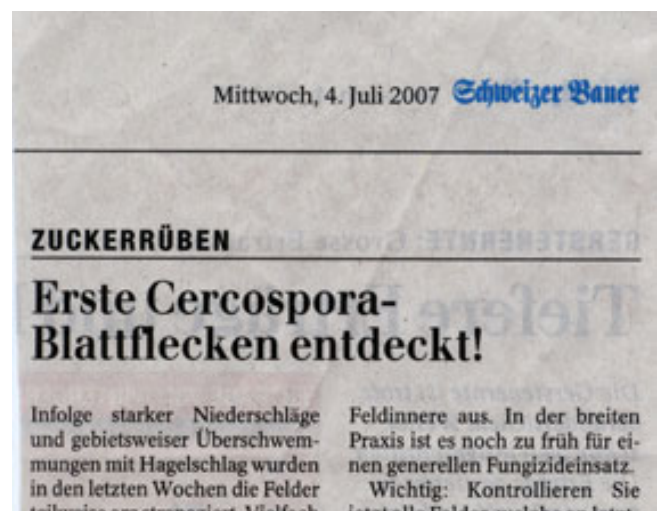 Mittwoch, 4. Juli 2007 Schweizer Bauer
ZUCKERRÜBEN
Erste Cercospora-
Blattflecken entdeckt!
Infolge starker Niederschläge
und gebietsweiser Überschwem-
mungen mit Hagelschlag wurden
in den letzten Wochen die Felder
Feldinnere aus. In der breiten
Praxis ist es noch zu früh für ei-
nen generellen Fungizideinsatz.
Wichtig: Kontrollieren Sie